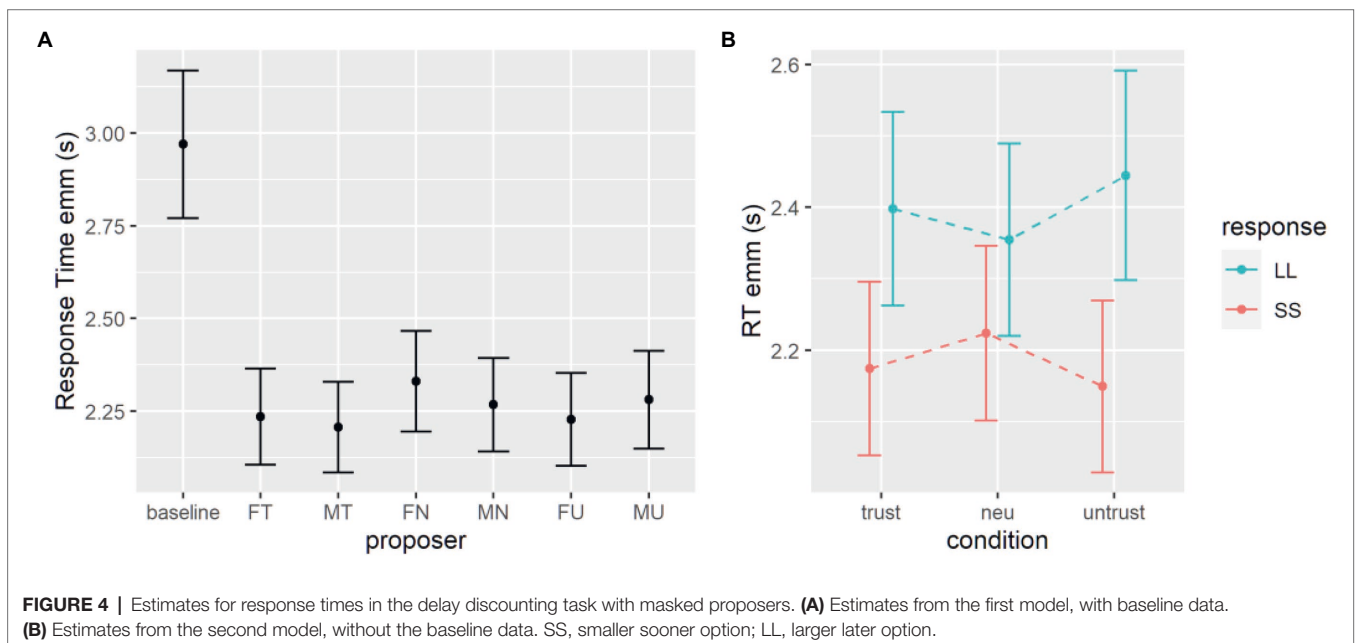 A
Response Time emm (s)
3.00
2.75
2.50
2.25
baseline FT MT FN MN FU MU
proposer
B
RT emm (s)
2.6
2.4
2.2
trust neu untrust
condition
response
LL
SS
FIGURE 4 | Estimates for response times in the delay discounting task with masked proposers. (A) Estimates from the first model, with baseline data.
(B) Estimates from the second model, without the baseline data. SS, smaller sooner option; LL, larger later option.